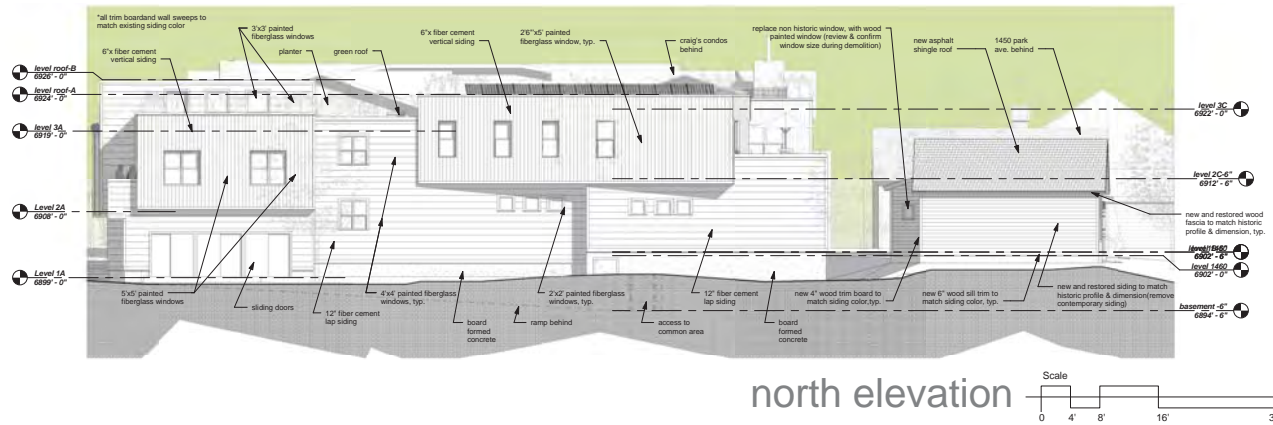 *all trim boardand wall sweeps to
match existing siding color
3'x3' painted
fiberglass windows
6"x fiber cement
vertical siding
planter
green roof
6"x fiber cement
vertical siding
2'6"x5' painted
fiberglass window, typ.
craig's condos
behind
replace non historic window, with wood
painted window (review & confirm
window size during demolition)
new asphalt
shingle roof
1450 park
ave. behind
level roof-B
6926' - 0"
level roof-A
6924' - 0"
level 3A
6919' - 0"
Level 2A
6908' - 0"
Level 1A
6899' - 0"
level 3C
6922' - 0"
level 2C-6"
6912' - 6"
new and restored wood
fascia to match historic
profile & dimension, typ.
6902' - 6"
level 1460
6902' - 0"
new and restored siding to match
historic profile & dimension(remove
contemporary siding)
basement -6"
6894' - 6"
5'x5' painted
fiberglass windows
sliding doors
12" fiber cement
lap siding
4'x4' painted fiberglass
windows, typ.
board
formed
concrete
ramp behind
2'x2' painted fiberglass
windows, typ.
access to
common area
12" fiber cement
lap siding
board
formed
concrete
new 4" wood trim board to
match siding color,typ.
new 6" wood sill trim to
match siding color, typ.
north elevation
Scale
0 4' 8' 16' 3